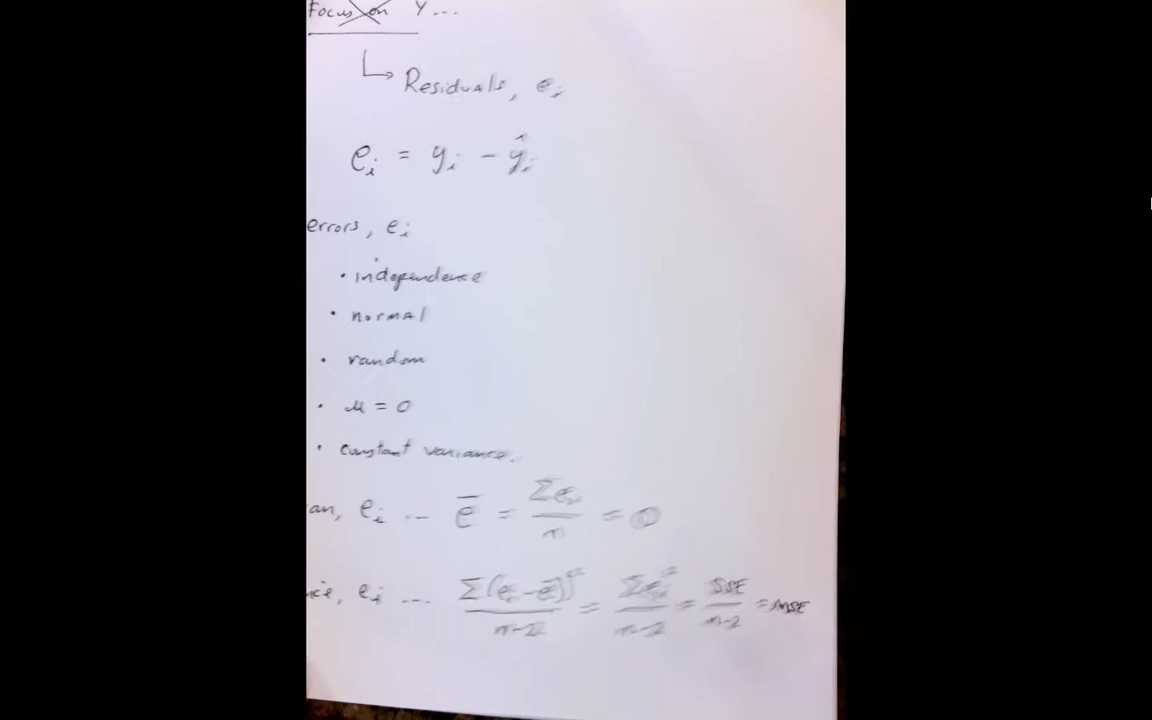 Focus on Y...
↳ Residuals, eᵢ
eᵢ = yᵢ - ŷᵢ
errors, eᵢ
• independence
• normal
• random
• μ = 0
• constant variance.
an, eᵢ ... ē = Σeᵢ/n = 0
nce, eᵢ ... Σ(eᵢ-ē)²/n-2 = Σeᵢ²/n-2 = SSE/n-2 = MSE